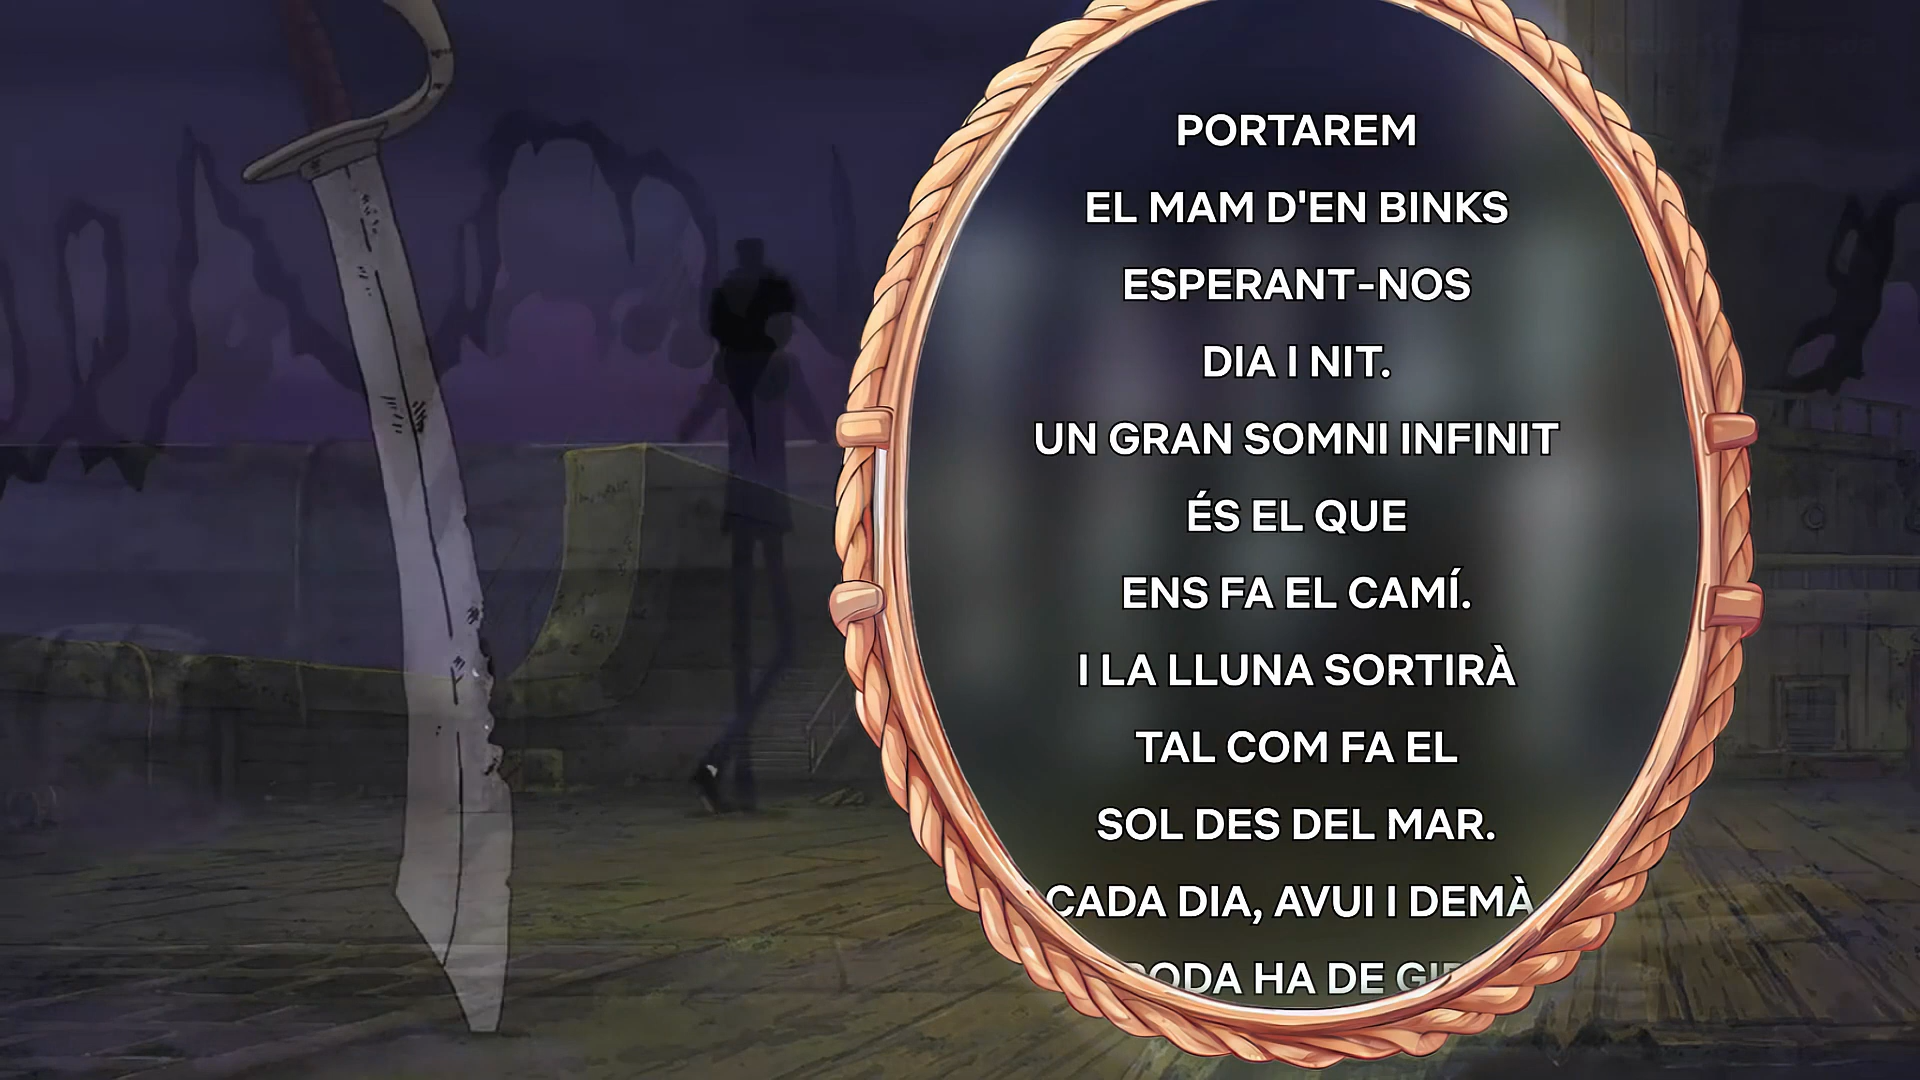 PORTAREM
EL MAM D'EN BINKS
ESPERANT-NOS
DIA I NIT.
UN GRAN SOMNI INFINIT
ÉS EL QUE
ENS FA EL CAMÍ.
I LA LLUNA SORTIRÀ
TAL COM FA EL
SOL DES DEL MAR.
CADA DIA, AVUI I DEMÀ
HA DE